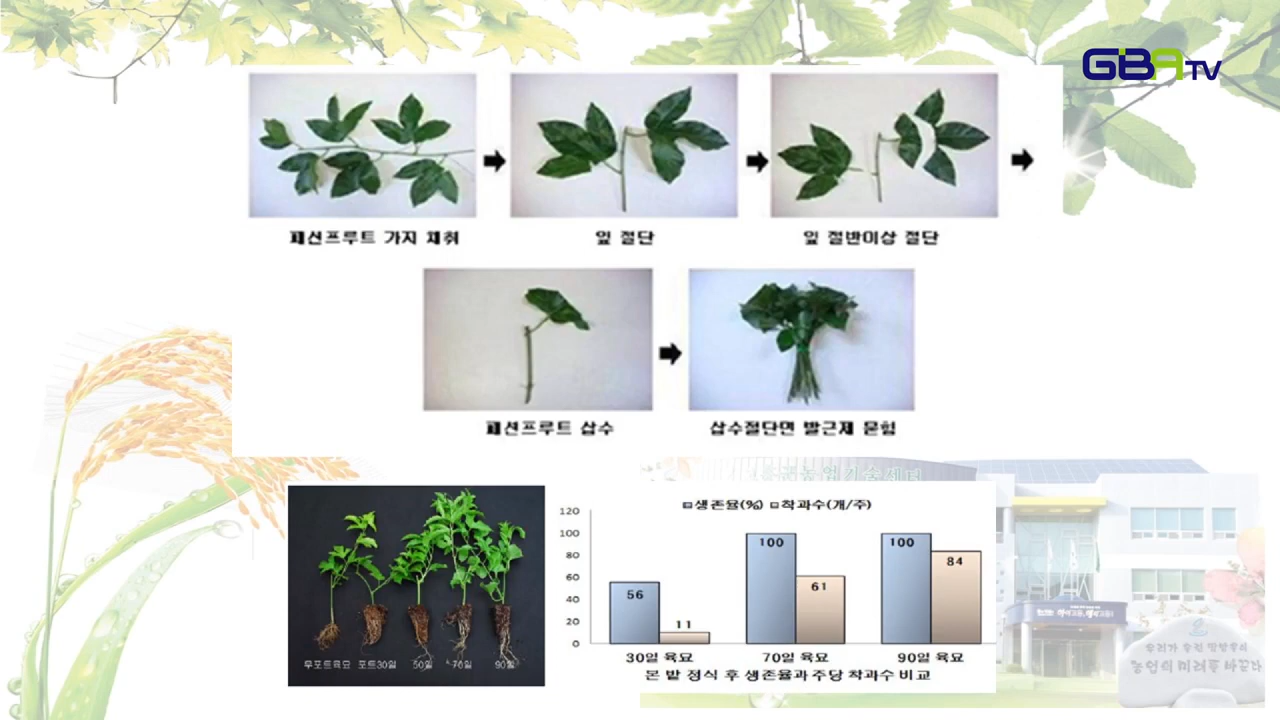 GBATV
패션프루트 가지 채취
잎 절단
잎 절반이상 절단
패션프루트 삽수
삽수절단면 발근제 묻힘
무포트육묘 포트30일 50일 70일 90일
생존율(%) 착과수(개/주)
120
100
80
60
40
20
0
56
11
100
61
100
84
30일 육묘
70일 육묘
90일 육묘
본 밭 정식 후 생존율과 주당 착과수 비교
농업기술센터
우리가 농업의 미래를 바꾼다